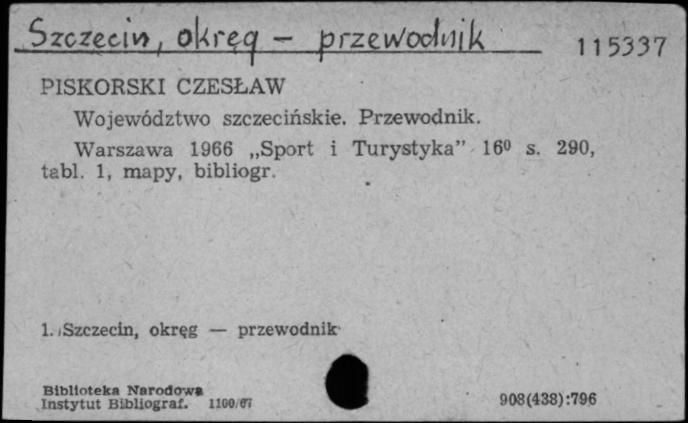 Szczecin, okręg - przewodnik 115337
PISKORSKI CZESŁAW
Województwo szczecińskie. Przewodnik.
Warszawa 1966 „Sport i Turystyka” 16⁰ s. 290,
tabl. 1, mapy, bibliogr.
1. Szczecin, okręg — przewodnik
Biblioteka Narodowa
Instytut Bibliograf. 1100/67
908(438):796